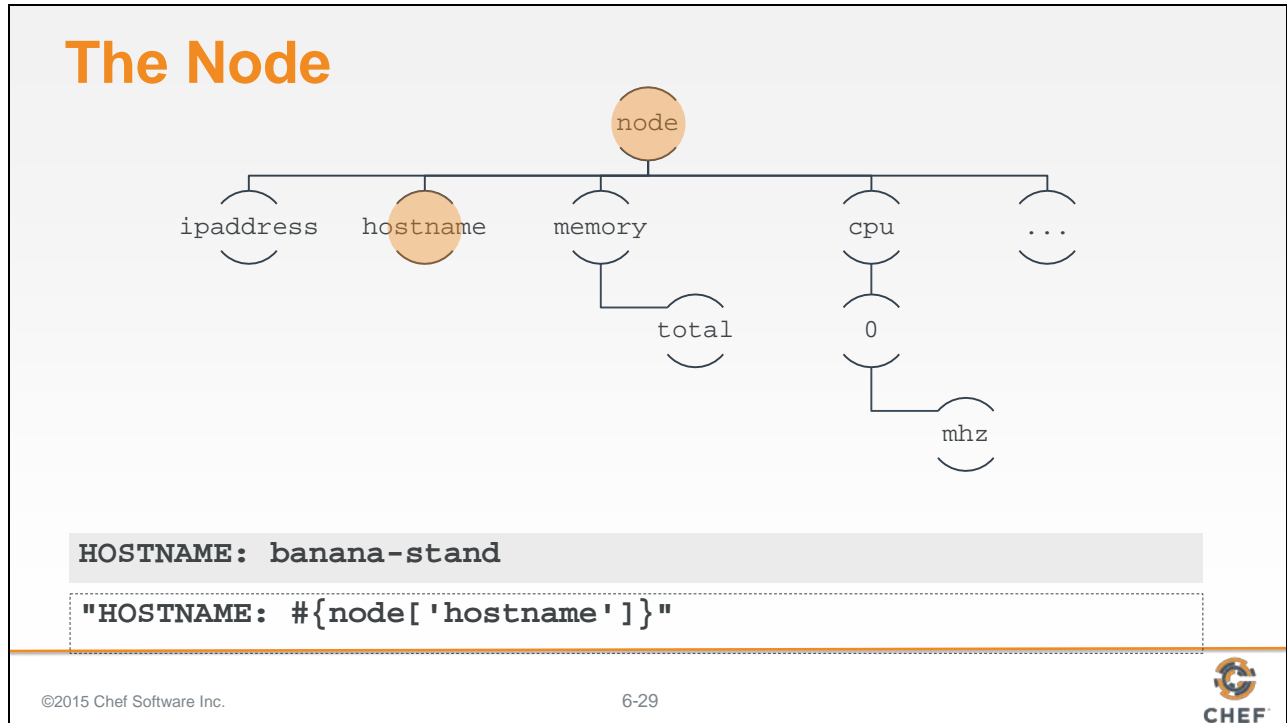 The Node
node
ipaddress hostname memory cpu ...
total 0
mhz
HOSTNAME: banana-stand
"HOSTNAME: #{node['hostname']}"
©2015 Chef Software Inc. 6-29
CHEF